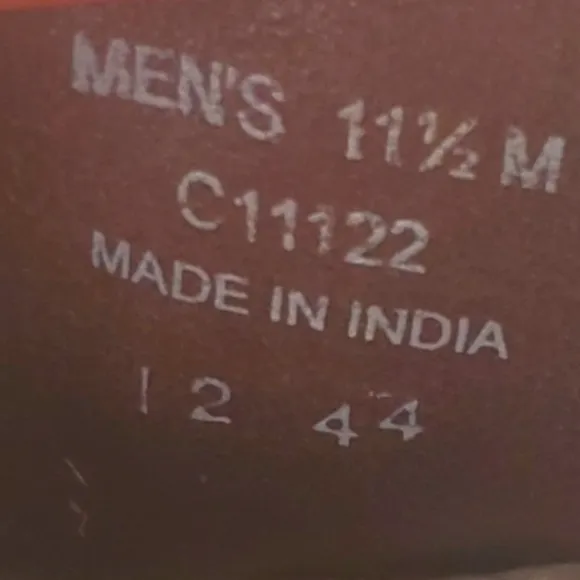 MEN'S 11½ M
C11122
MADE IN INDIA
12 44